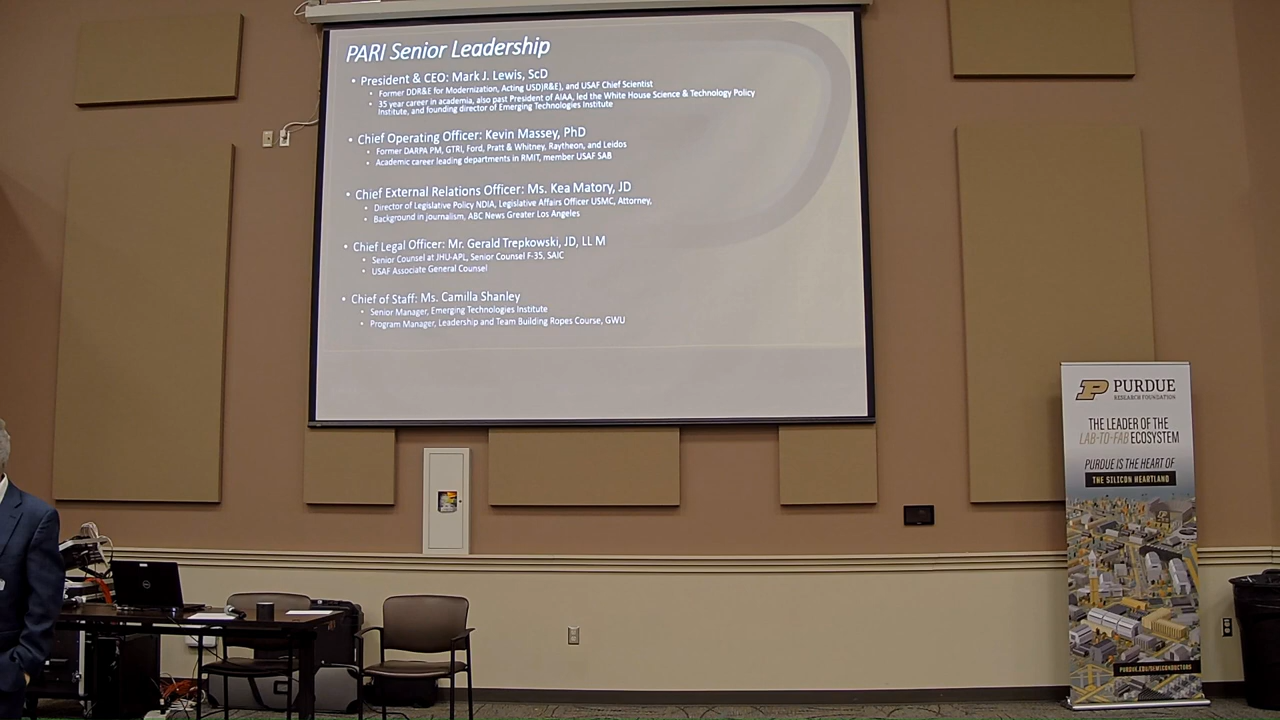 PARI Senior Leadership
• President & CEO: Mark J. Lewis, ScD
• Former DDR&E for Modernization, Acting USD)R&E), and USAF Chief Scientist
• 35 year career in academia, also past President of AIAA, led the White House Science & Technology Policy
Institute, and founding director of Emerging Technologies Institute
• Chief Operating Officer: Kevin Massey, PhD
• Former DARPA PM, GTRI, Ford, Pratt & Whitney, Raytheon, and Leidos
• Academic career leading departments in RMIT, member USAF SAB
• Chief External Relations Officer: Ms. Kea Matory, JD
• Director of Legislative Policy NDIA, Legislative Affairs Officer USMC, Attorney,
• Background in journalism, ABC News Greater Los Angeles
• Chief Legal Officer: Mr. Gerald Trepkowski, JD, LL M
• Senior Counsel at JHU-APL, Senior Counsel F-35, SAIC
• USAF Associate General Counsel
• Chief of Staff: Ms. Camilla Shanley
• Senior Manager, Emerging Technologies Institute
• Program Manager, Leadership and Team Building Ropes Course, GWU
P PURDUE
RESEARCH FOUNDATION
THE LEADER OF THE
LAB-TO-FAB ECOSYSTEM
PURDUE IS THE HEART OF
THE SILICON HEARTLAND
PURDUE.EDU/SEMICONDUCTORS